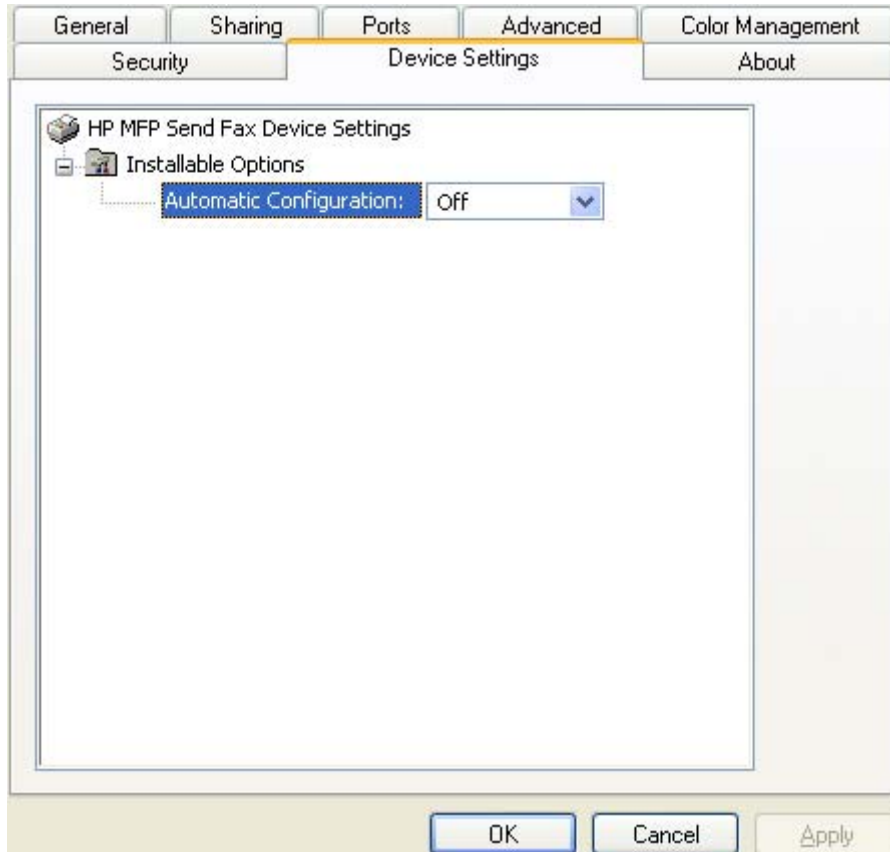 General Sharing Ports Advanced Color Management
Security Device Settings About
HP MFP Send Fax Device Settings
Installable Options
Automatic Configuration: Off
OK Cancel Apply